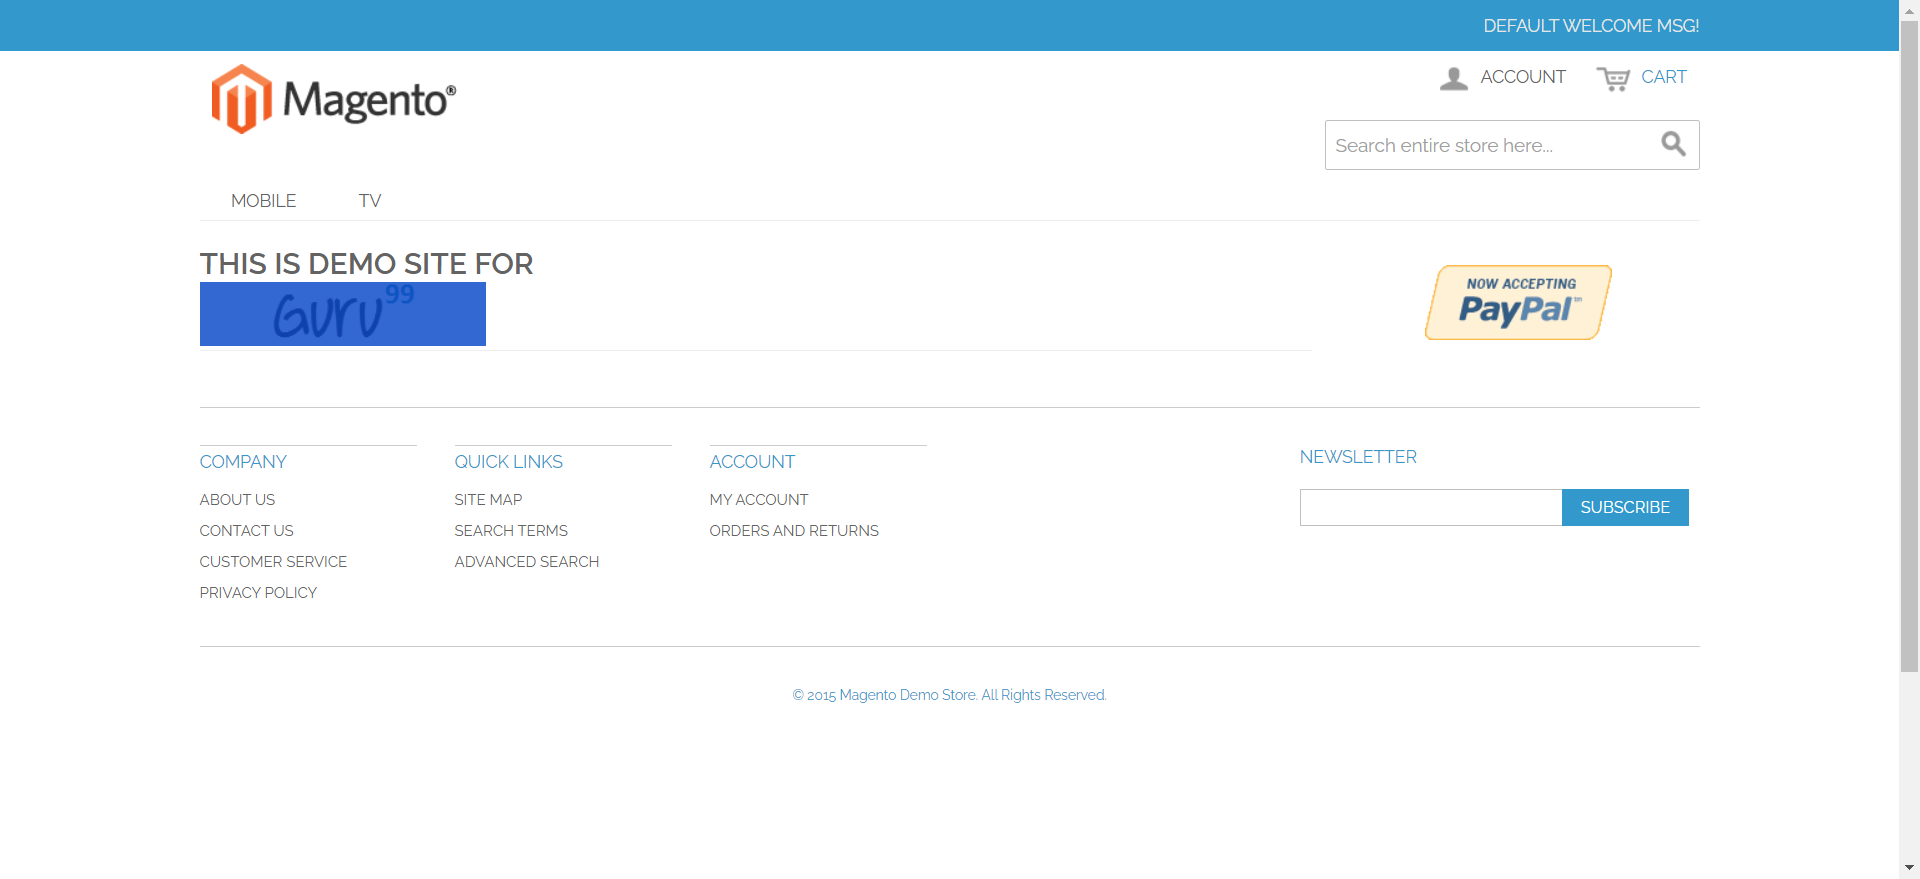 DEFAULT WELCOME MSG!
Magento®
ACCOUNT
CART
Search entire store here...
MOBILE
TV
THIS IS DEMO SITE FOR
Guru99
NOW ACCEPTING
PayPal™
COMPANY
ABOUT US
CONTACT US
CUSTOMER SERVICE
PRIVACY POLICY
QUICK LINKS
SITE MAP
SEARCH TERMS
ADVANCED SEARCH
ACCOUNT
MY ACCOUNT
ORDERS AND RETURNS
NEWSLETTER
SUBSCRIBE
© 2015 Magento Demo Store. All Rights Reserved.